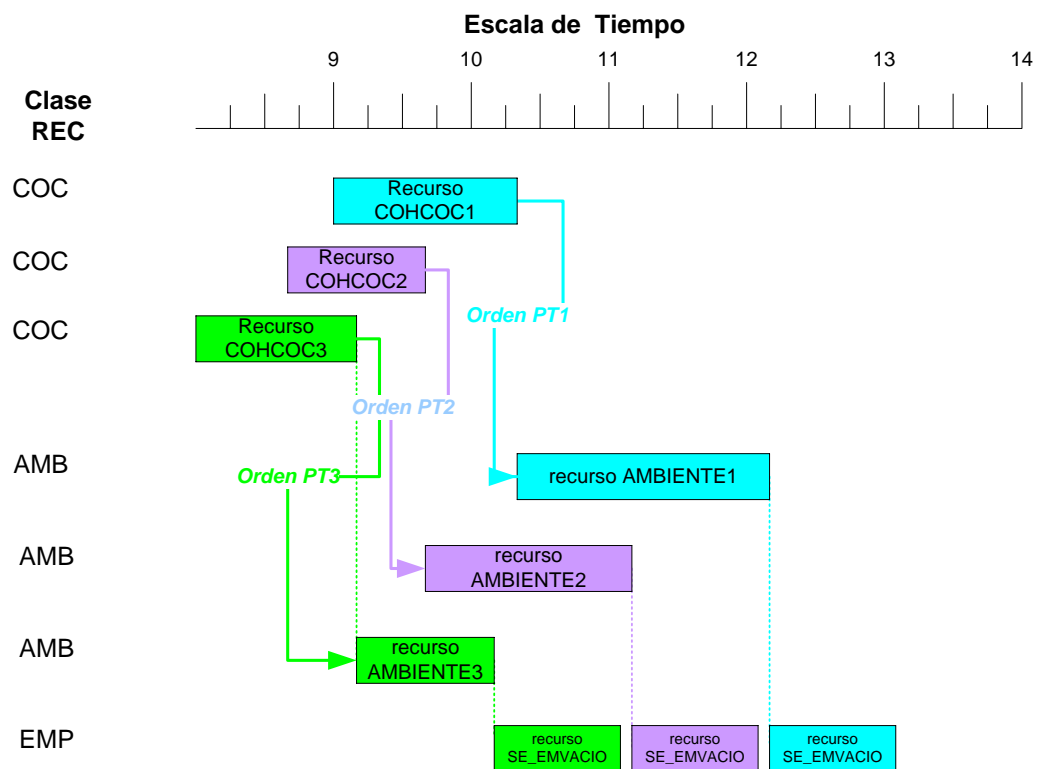 Escala de Tiempo
9 10 11 12 13 14
Clase
REC
COC
Recurso
COHCOC1
COC
Recurso
COHCOC2
Orden PT1
COC
Recurso
COHCOC3
Orden PT2
AMB
Orden PT3
recurso AMBIENTE1
AMB
recurso
AMBIENTE2
AMB
recurso
AMBIENTE3
EMP
recurso
SE_EMVACIO
recurso
SE_EMVACIO
recurso
SE_EMVACIO